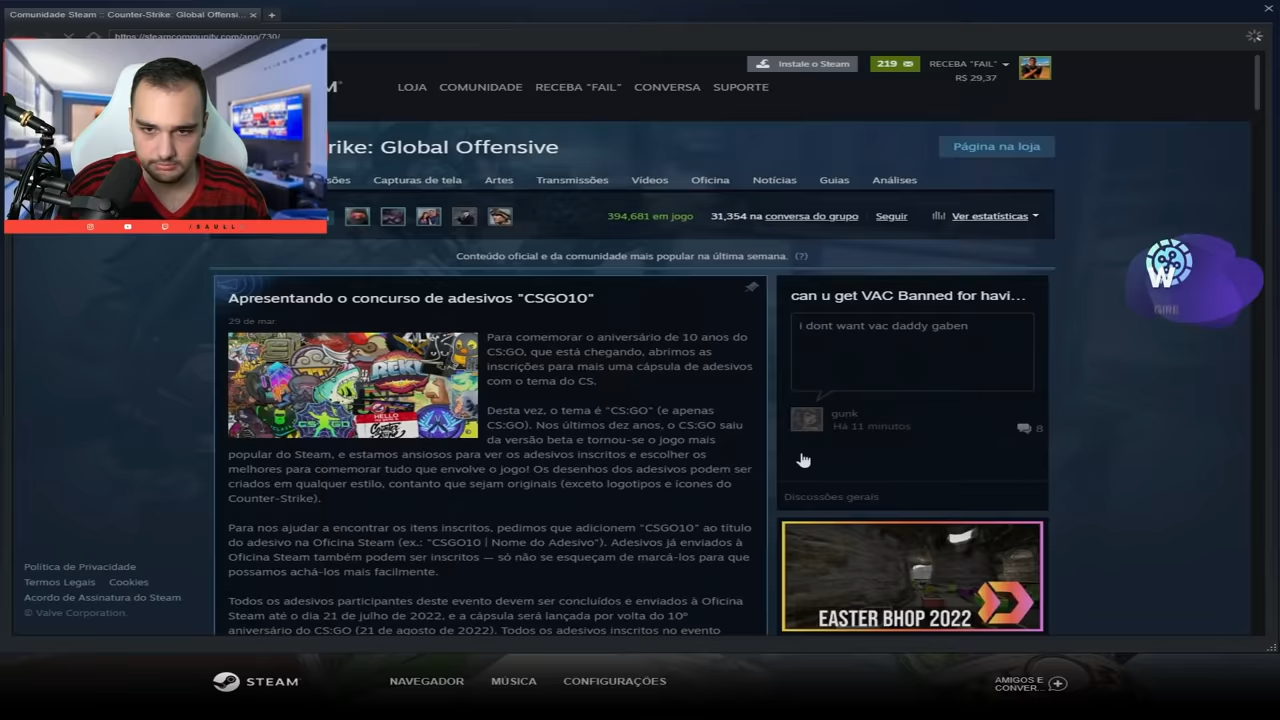 Comunidade Steam :: Counter-Strike: Global Offensi... × +
https://steamcommunity.com/app/730/
Instale o Steam 219 RECEBA "FAIL"
R$ 29,37
LOJA COMUNIDADE RECEBA "FAIL" CONVERSA SUPORTE
rike: Global Offensive Página na loja
sões Capturas de tela Artes Transmissões Vídeos Oficina Notícias Guias Análises
394,681 em jogo 31,354 na conversa do grupo Seguir Ver estatísticas
/SAULL
Conteúdo oficial e da comunidade mais popular na última semana. (?)
Apresentando o concurso de adesivos "CSGO10"
29 de mar.
Para comemorar o aniversário de 10 anos do
CS:GO, que está chegando, abrimos as
inscrições para mais uma cápsula de adesivos
com o tema do CS.
Desta vez, o tema é "CS:GO" (e apenas
CS:GO). Nos últimos dez anos, o CS:GO saiu
da versão beta e tornou-se o jogo mais
popular do Steam, e estamos ansiosos para ver os adesivos inscritos e escolher os
melhores para comemorar tudo que envolve o jogo! Os desenhos dos adesivos podem ser
criados em qualquer estilo, contanto que sejam originais (exceto logotipos e ícones do
Counter-Strike).
Para nos ajudar a encontrar os itens inscritos, pedimos que adicionem "CSGO10" ao título
do adesivo na Oficina Steam (ex.: "CSGO10 | Nome do Adesivo"). Adesivos já enviados à
Oficina Steam também podem ser inscritos — só não se esqueçam de marcá-los para que
possamos achá-los mais facilmente.
Todos os adesivos participantes deste evento devem ser concluídos e enviados à Oficina
Steam até o dia 21 de julho de 2022, e a cápsula será lançada por volta do 10º
aniversário do CS:GO (21 de agosto de 2022). Todos os adesivos inscritos no evento
REKT
CS:GO
HELLO
can u get VAC Banned for havi...
i dont want vac daddy gaben
gunk
Há 11 minutos
8
Discussões gerais
EASTER BHOP 2022
W
GIRE
Política de Privacidade
Termos Legais Cookies
Acordo de Assinatura do Steam
© Valve Corporation.
STEAM NAVEGADOR MÚSICA CONFIGURAÇÕES
AMIGOS E
CONVER...